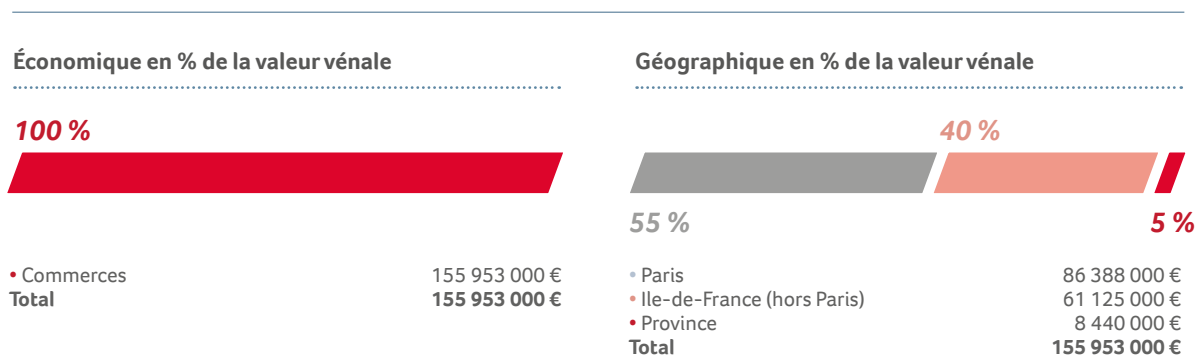 Économique en % de la valeur vénale
100 %
• Commerces 155 953 000 €
Total 155 953 000 €
Géographique en % de la valeur vénale
40 %
55 % 5 %
• Paris 86 388 000 €
• Ile-de-France (hors Paris) 61 125 000 €
• Province 8 440 000 €
Total 155 953 000 €